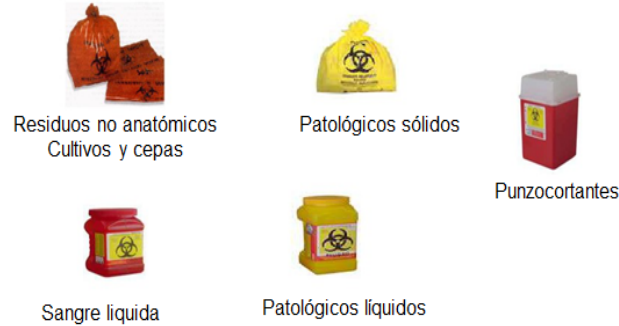 Residuos no anatómicos
Cultivos y cepas
Patológicos sólidos
Punzocortantes
Sangre liquida
Patológicos líquidos